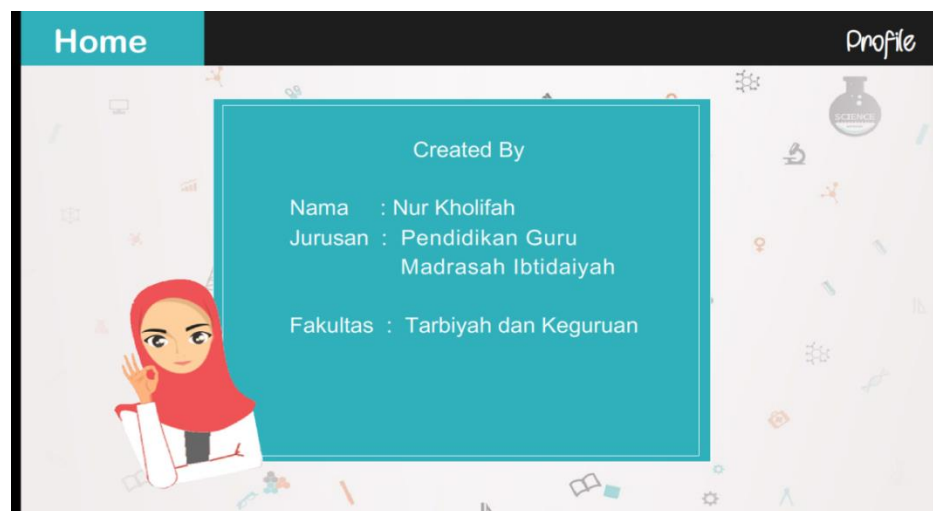 Home
Profile
SCIENCE
Created By
Nama : Nur Kholifah
Jurusan : Pendidikan Guru
Madrasah Ibtidaiyah
Fakultas : Tarbiyah dan Keguruan